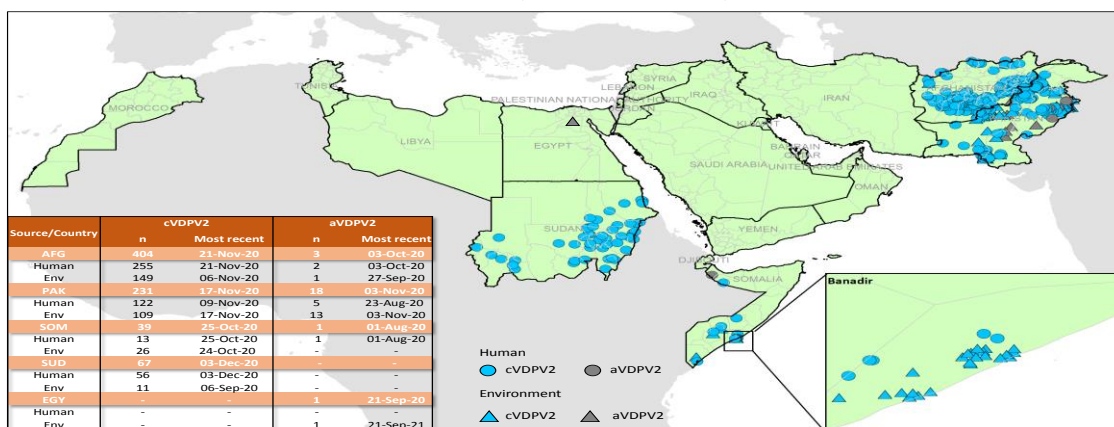 MOROCCO
TUNISIA
LIBYA
EGYPT
SUDAN
PALESTINIAN NATIONAL AUTHORITY
LEBANON
SYRIA
JORDAN
IRAQ
KUWAIT
IRAN
BAHRAIN
QATAR
SAUDI ARABIA
UNITED ARAB EMIRATES
OMAN
YEMEN
DJIBOUTI
SOMALIA
AFGHANISTAN
Source/Country cVDPV2 aVDPV2
n Most recent n Most recent
AFG 404 21-Nov-20 3 03-Oct-20
Human 255 21-Nov-20 2 03-Oct-20
Env 149 06-Nov-20 1 27-Sep-20
PAK 231 17-Nov-20 18 03-Nov-20
Human 122 09-Nov-20 5 23-Aug-20
Env 109 17-Nov-20 13 03-Nov-20
SOM 39 25-Oct-20 1 01-Aug-20
Human 13 25-Oct-20 1 01-Aug-20
Env 26 24-Oct-20 - -
SUD 67 03-Dec-20 - -
Human 56 03-Dec-20 - -
Env 11 06-Sep-20 - -
EGY - - 1 21-Sep-20
Human - - - -
Env - - 1 21-Sep-21
Human
cVDPV2 aVDPV2
Environment
cVDPV2 aVDPV2
Banadir